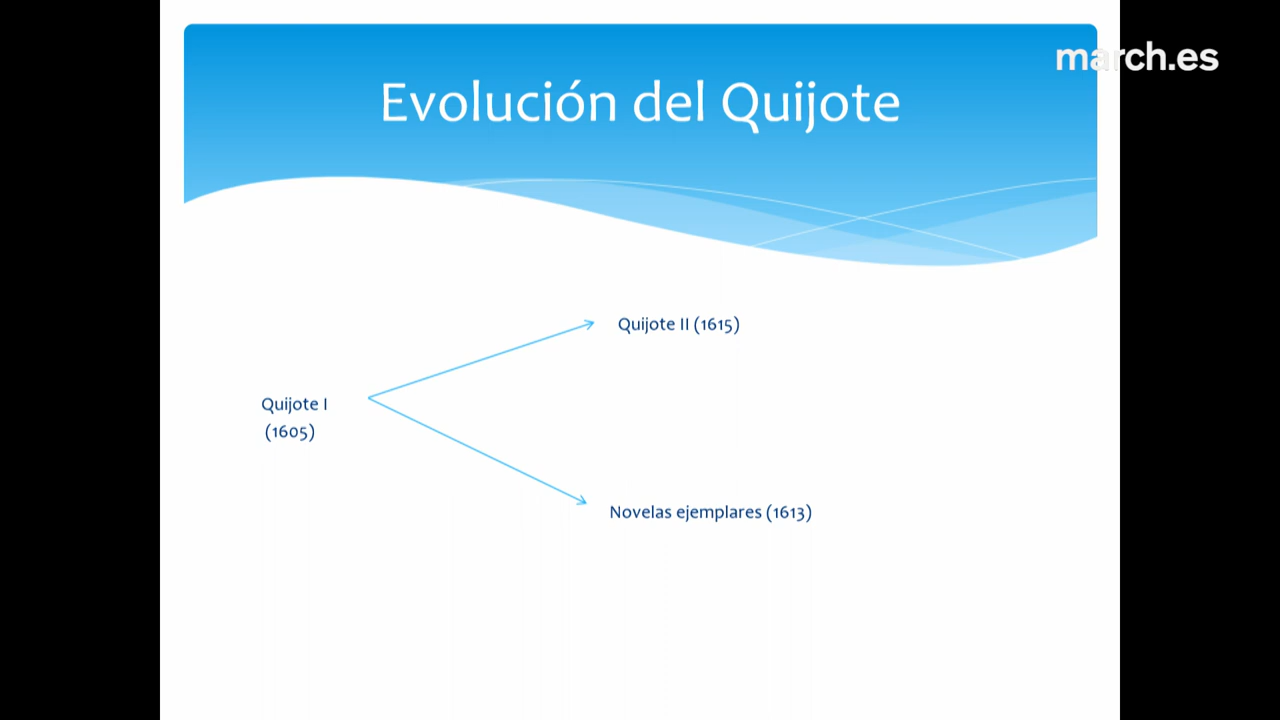 march.es
Evolución del Quijote
Quijote II (1615)
Quijote I
(1605)
Novelas ejemplares (1613)